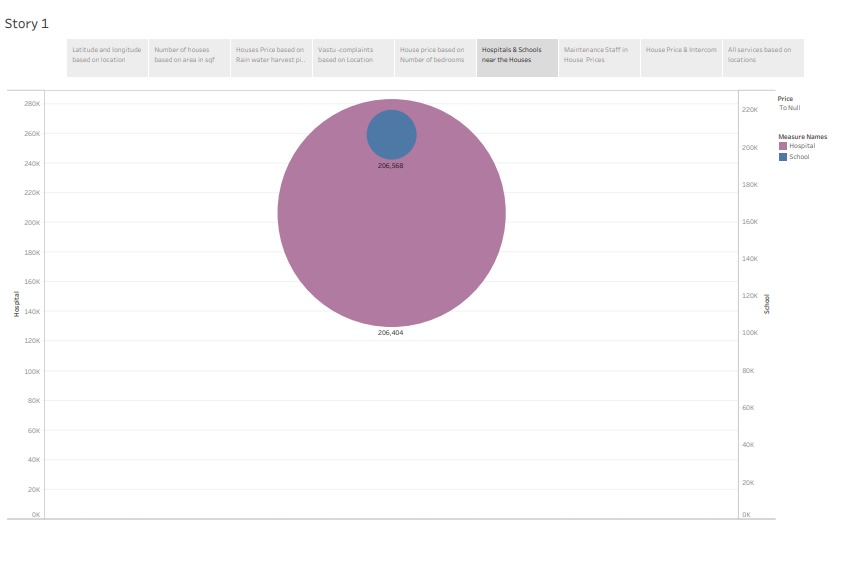 Story 1
Latitude and longitude
based on location
Number of houses
based on area in sqf
Houses Price based on
Rain water harvest pi..
Vastu -complaints
based on Location
House price based on
Number of bedrooms
Hospitals & Schools
near the Houses
Maintenance Staff in
House Prices
House Price & Intercom
All services based on
locations
280K
260K
240K
220K
200K
180K
160K
140K
120K
100K
80K
60K
40K
20K
0K
Hospital
206,568
206,404
220K
200K
180K
160K
140K
120K
100K
80K
60K
40K
20K
0K
School
Price
To Null
Measure Names
Hospital
School